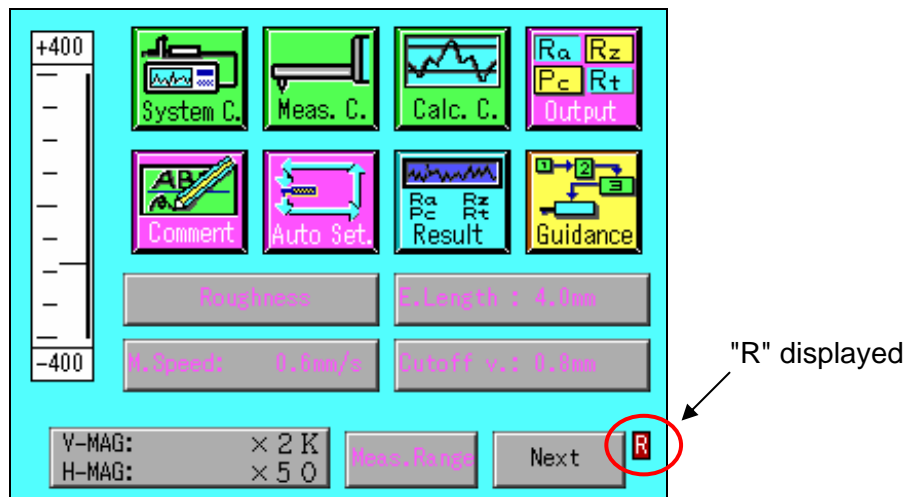 +400
System C.
Meas. C.
Calc. C.
Ra Rz
Pc Rt
Output
ABC
a
Comment
Auto Set.
Ra Rz
Pc Rt
Result
1 2
3
Guidance
Roughness
E.Length : 4.0mm
-400
M.Speed: 0.6mm/s
Cutoff v.: 0.8mm
"R" displayed
V-MAG: ×2K
H-MAG: ×50
Meas.Range
Next
R